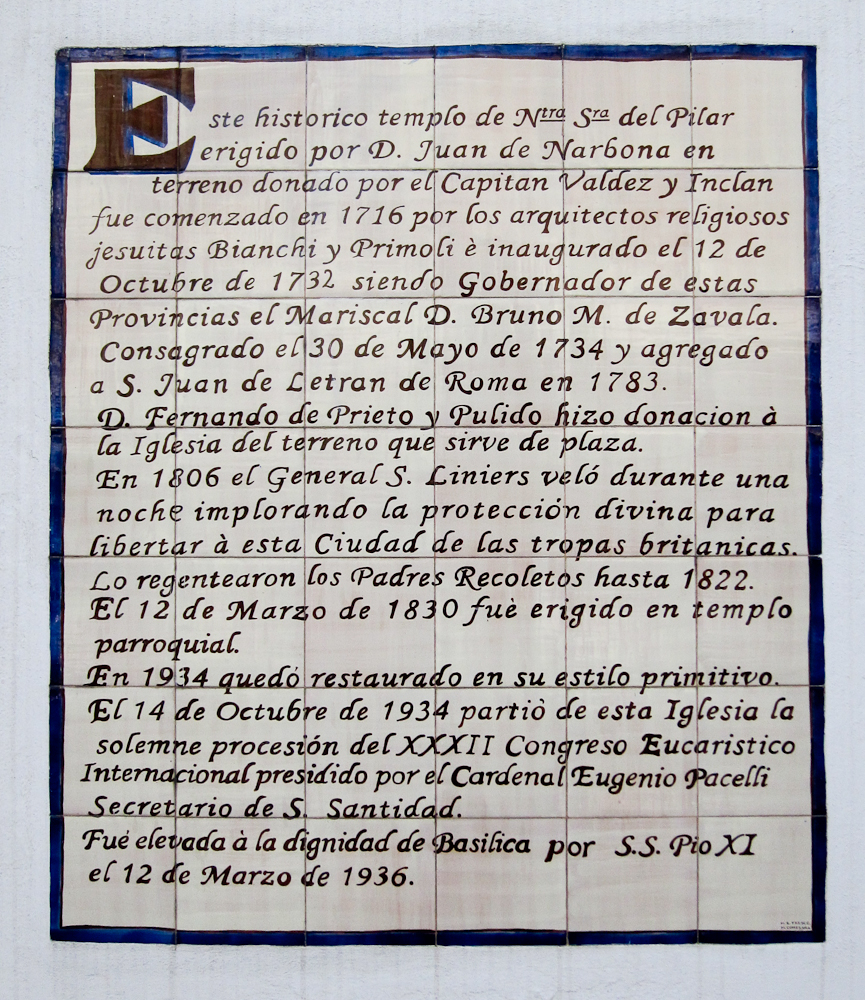 Este historico templo de Ntra Sra del Pilar
erigido por D. Juan de Narbona en
terreno donado por el Capitan Valdez y Inclan
fue comenzado en 1716 por los arquitectos religiosos
jesuitas Bianchi y Primoli è inaugurado el 12 de
Octubre de 1732 siendo Gobernador de estas
Provincias el Mariscal D. Bruno M. de Zavala.
Consagrado el 30 de Mayo de 1734 y agregado
a S. Juan de Letran de Roma en 1783.
D. Fernando de Prieto y Pulido hizo donacion à
la Iglesia del terreno que sirve de plaza.
En 1806 el General S. Liniers veló durante una
noche implorando la protección divina para
libertar à esta Ciudad de las tropas britanicas.
Lo regentearon los Padres Recoletos hasta 1822.
El 12 de Marzo de 1830 fuè erigido en templo
parroquial.
En 1934 quedó restaurado en su estilo primitivo.
El 14 de Octubre de 1934 partiò de esta Iglesia la
solemne procesión del XXXII Congreso Eucaristico
Internacional presidido por el Cardenal Eugenio Pacelli
Secretario de S. Santidad.
Fué elevada à la dignidad de Basilica por S.S. Pio XI
el 12 de Marzo de 1936.